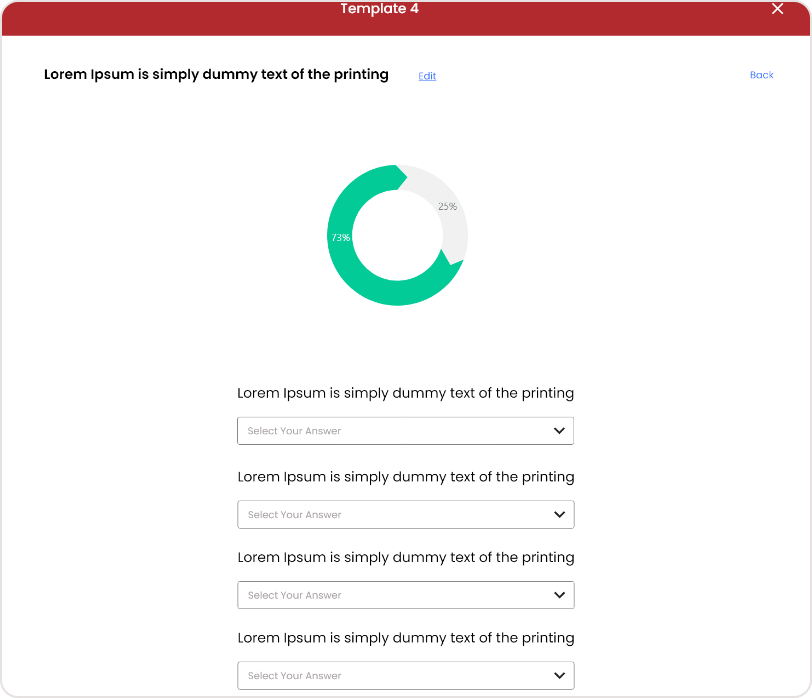 Template 4
Lorem Ipsum is simply dummy text of the printing
Edit
Back
25%
73%
Lorem Ipsum is simply dummy text of the printing
Select Your Answer
Lorem Ipsum is simply dummy text of the printing
Select Your Answer
Lorem Ipsum is simply dummy text of the printing
Select Your Answer
Lorem Ipsum is simply dummy text of the printing
Select Your Answer